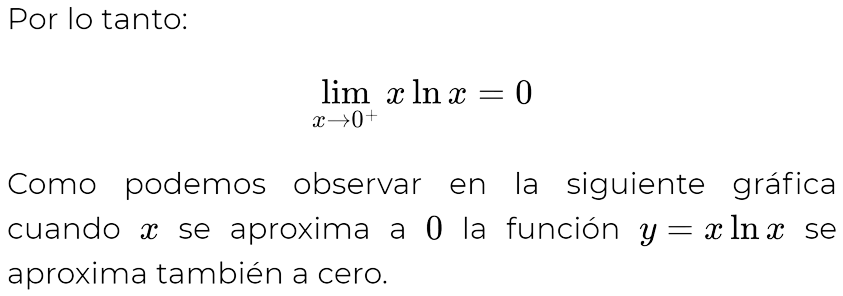 Por lo tanto:
lim x ln x = 0
x→0⁺
Como podemos observar en la siguiente gráfica
cuando x se aproxima a 0 la función y = x ln x se
aproxima también a cero.